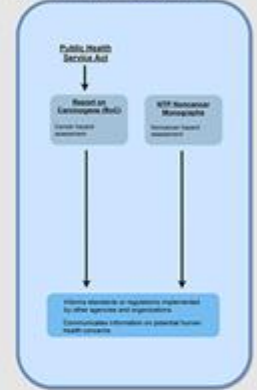 Public Health
Service Act
Report on
Carcinogens (RoC)
Cancer hazard
assessment
NTP Noncancer
Monographs
Noncancer hazard
assessment
Informs standards or regulations implemented
by other agencies and organizations
Communicates information on potential human
health concerns